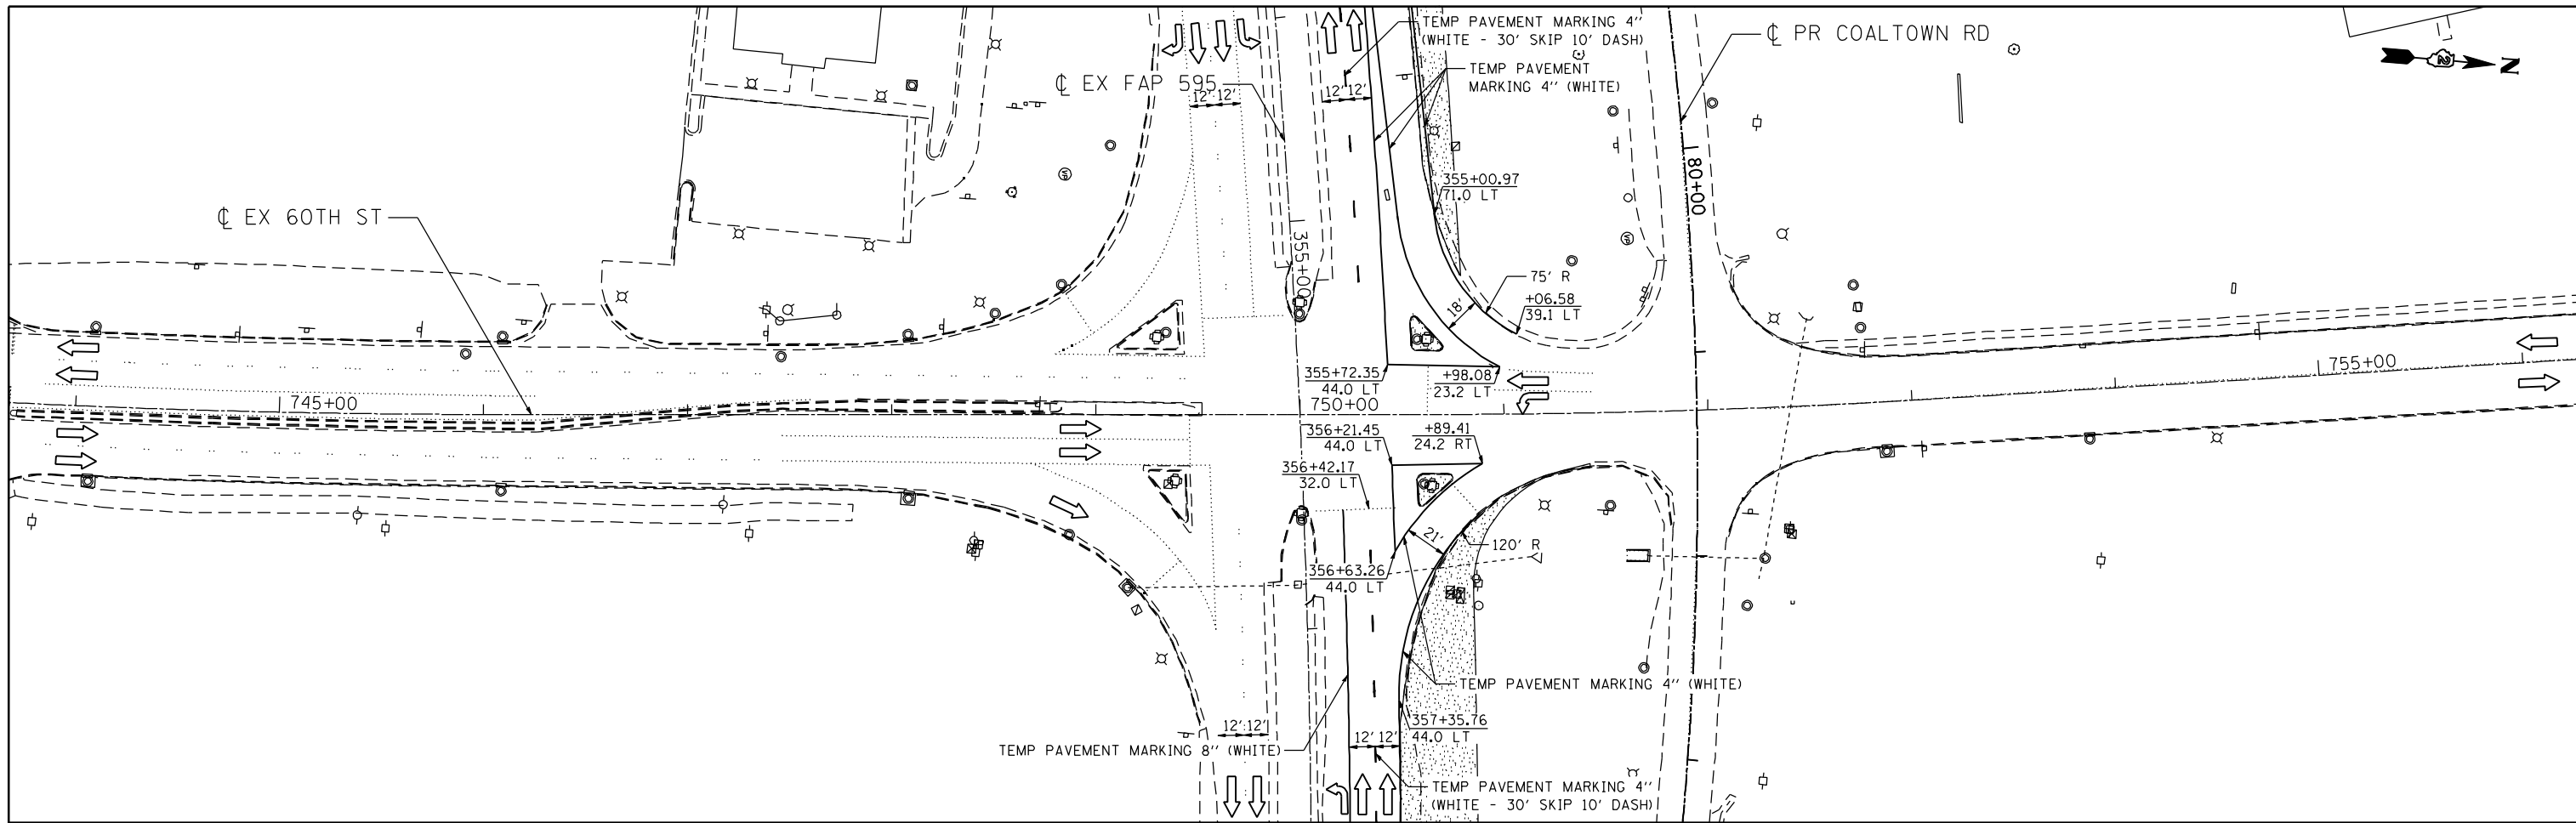 TEMP PAVEMENT MARKING 4"
(WHITE - 30' SKIP 10' DASH)
℄ PR COALTOWN RD
℄ EX FAP 595
TEMP PAVEMENT
MARKING 4" (WHITE)
N
12' 12'
12' 12'
80+00
355+00.97
71.0 LT
℄ EX 60TH ST
355+00
75' R
+06.58
39.1 LT
18'
VP
VP
355+72.35
44.0 LT
+98.08
23.2 LT
755+00
745+00
750+00
356+21.45
44.0 LT
+89.41
24.2 RT
356+42.17
32.0 LT
21'
120' R
356+63.26
44.0 LT
TEMP PAVEMENT MARKING 4" (WHITE)
357+35.76
44.0 LT
12' 12'
12' 12'
TEMP PAVEMENT MARKING 8" (WHITE)
TEMP PAVEMENT MARKING 4"
(WHITE - 30' SKIP 10' DASH)